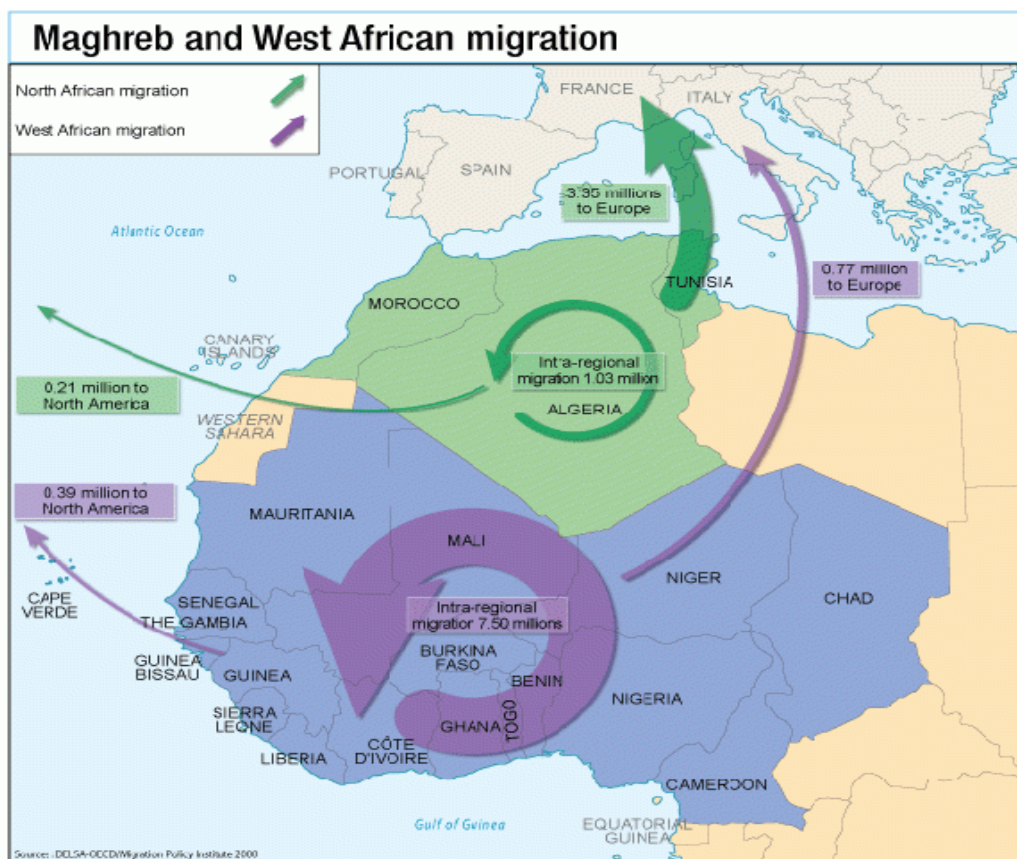 Maghreb and West African migration
North African migration
West African migration
FRANCE
ITALY
PORTUGAL
SPAIN
3.35 millions
to Europe
Atlantic Ocean
0.77 million
to Europe
TUNISIA
MOROCCO
CANARY
ISLANDS
Intra-regional
migration 1.03 million
0.21 million to
North America
ALGERIA
WESTERN
SAHARA
0.39 million to
North America
MAURITANIA
MALI
NIGER
CHAD
CAPE
VERDE
SENEGAL
THE GAMBIA
Intra-regional
migration 7.50 millions
GUINEA
BISSAU
GUINEA
BURKINA
FASO
BENIN
NIGERIA
SIERRA
LEONE
GHANA
TOGO
LIBERIA
CÔTE
D'IVOIRE
CAMEROON
Gulf of Guinea
EQUATORIAL
GUINEA
Source: DELSA-OECD/Migration Policy Institute 2000